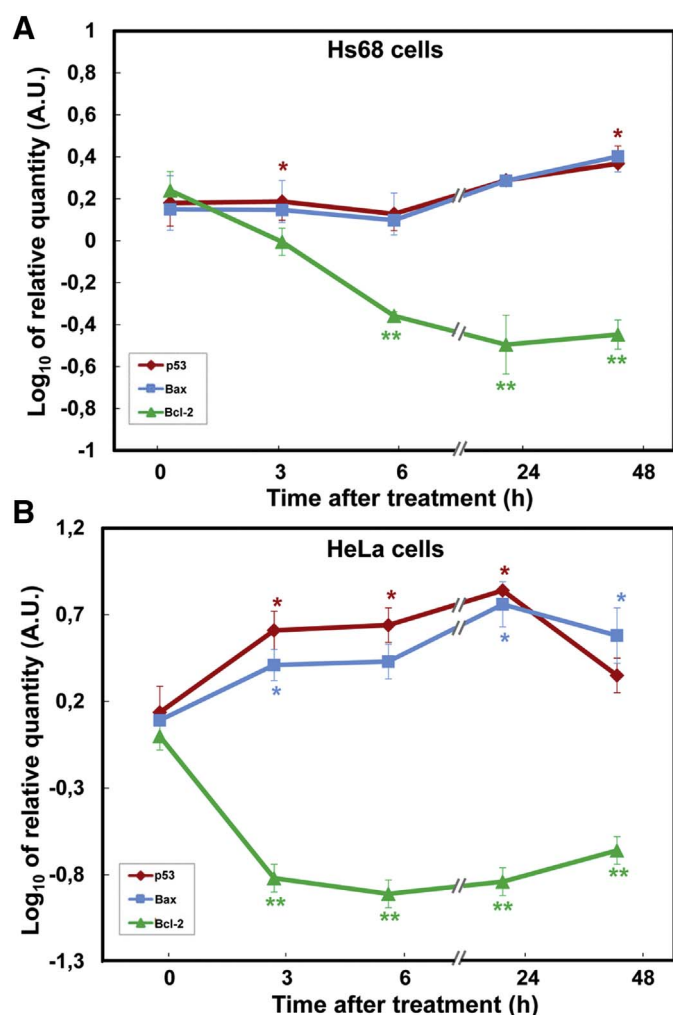 A
Hs68 cells
Log10 of relative quantity (A.U.)
1
0,8
0,6
0,4
0,2
0
-0,2
-0,4
-0,6
-0,8
-1
*
*
**
**
**
p53
Bax
Bcl-2
0 3 6 24 48
Time after treatment (h)
B
HeLa cells
Log10 of relative quantity (A.U.)
1,2
0,7
0,2
-0,3
-0,8
-1,3
*
*
*
*
*
*
**
**
**
**
p53
Bax
Bcl-2
0 3 6 24 48
Time after treatment (h)